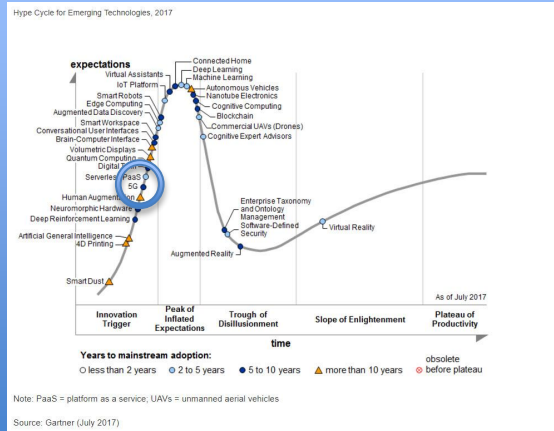 Hype Cycle for Emerging Technologies, 2017
expectations
Connected Home
Virtual Assistants
Deep Learning
Machine Learning
IoT Platform
Autonomous Vehicles
Smart Robots
Nanotube Electronics
Edge Computing
Cognitive Computing
Augmented Data Discovery
Blockchain
Smart Workspace
Commercial UAVs (Drones)
Conversational User Interfaces
Cognitive Expert Advisors
Brain-Computer Interface
Volumetric Displays
Quantum Computing
Digital
Serverless PaaS
5G
Human Augmentation
Neuromorphic Hardware
Deep Reinforcement Learning
Artificial General Intelligence
4D Printing
Smart Dust
Enterprise Taxonomy
and Ontology
Management
Software-Defined
Security
Augmented Reality
Virtual Reality
As of July 2017
Innovation
Trigger
Peak of
Inflated
Expectations
Trough of
Disillusionment
Slope of Enlightenment
Plateau of
Productivity
time
Years to mainstream adoption:
less than 2 years
2 to 5 years
5 to 10 years
more than 10 years
obsolete
before plateau
Note: PaaS = platform as a service; UAVs = unmanned aerial vehicles
Source: Gartner (July 2017)